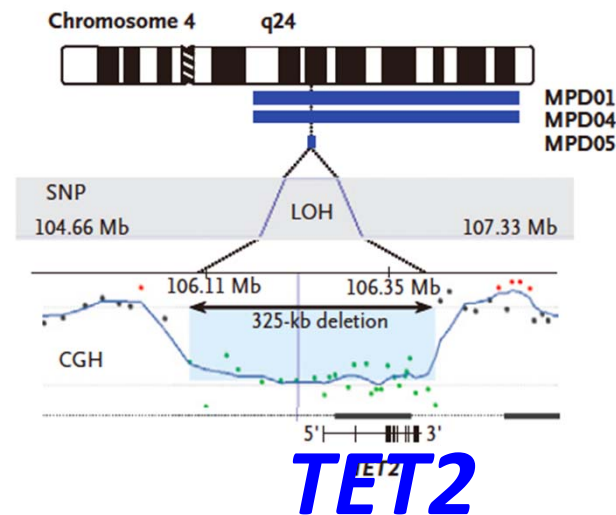 Chromosome 4 q24
MPD01
MPD04
MPD05
SNP
LOH
104.66 Mb 107.33 Mb
106.11 Mb 106.35 Mb
325-kb deletion
CGH
5' 3'
TET2
TET2